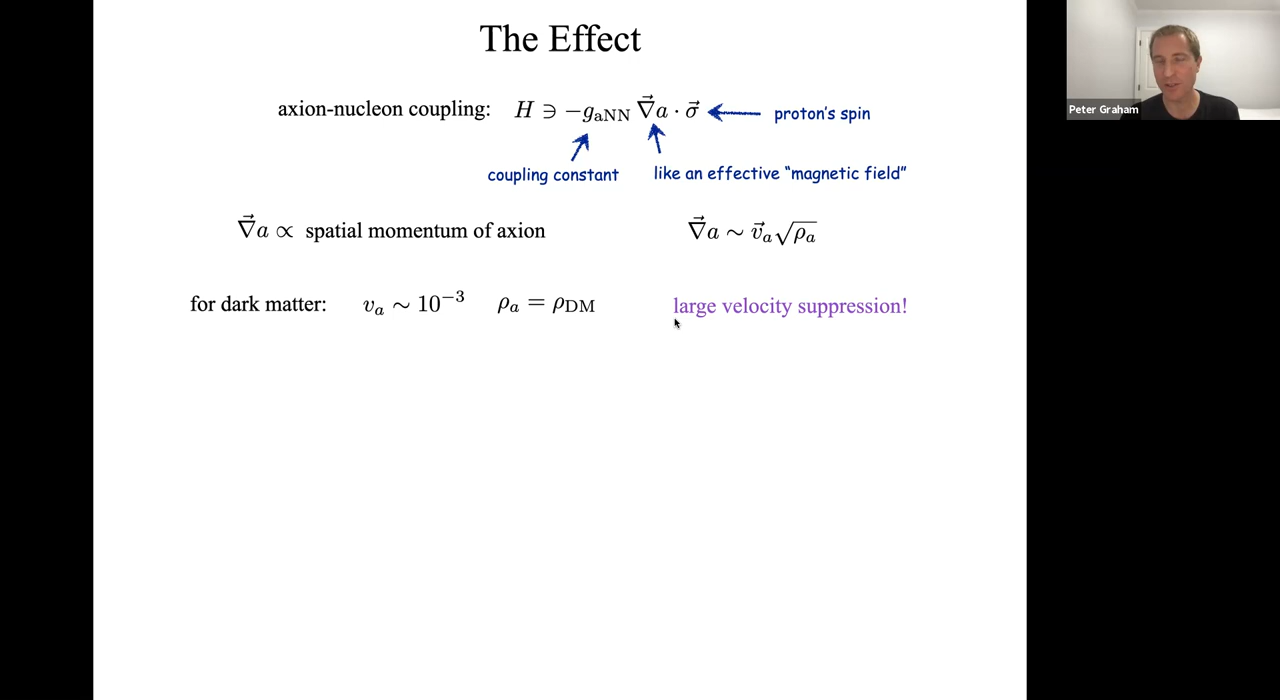 The Effect
axion-nucleon coupling: H ∋ −g_aNN ∇⃗a · σ⃗ proton's spin
coupling constant like an effective "magnetic field"
∇⃗a ∝ spatial momentum of axion ∇⃗a ∼ v⃗_a√ρ_a
for dark matter: v_a ∼ 10⁻³ ρ_a = ρ_DM large velocity suppression!
Peter Graham